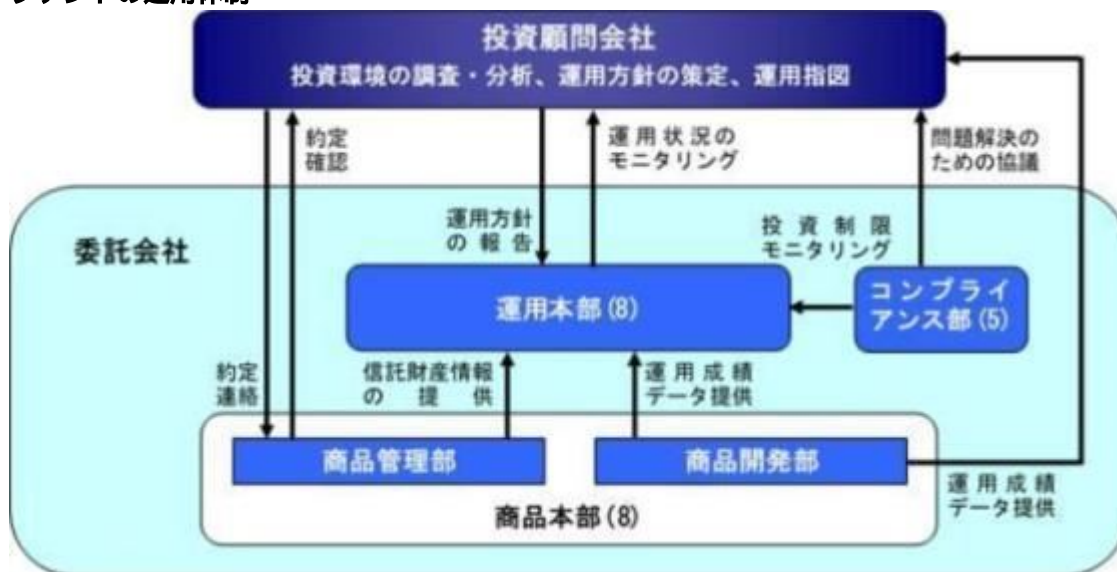 投資顧問会社
投資環境の調査・分析、運用方針の策定、運用指図
約定
確認
運用状況の
モニタリング
問題解決の
ための協議
運用方針
の報告
投資制限
モニタリング
委託会社
運用本部(8)
コンプライ
アンス部(5)
約定
連絡
信託財産情報
の提供
運用成績
データ提供
商品管理部
商品開発部
運用成績
データ提供
商品本部(8)